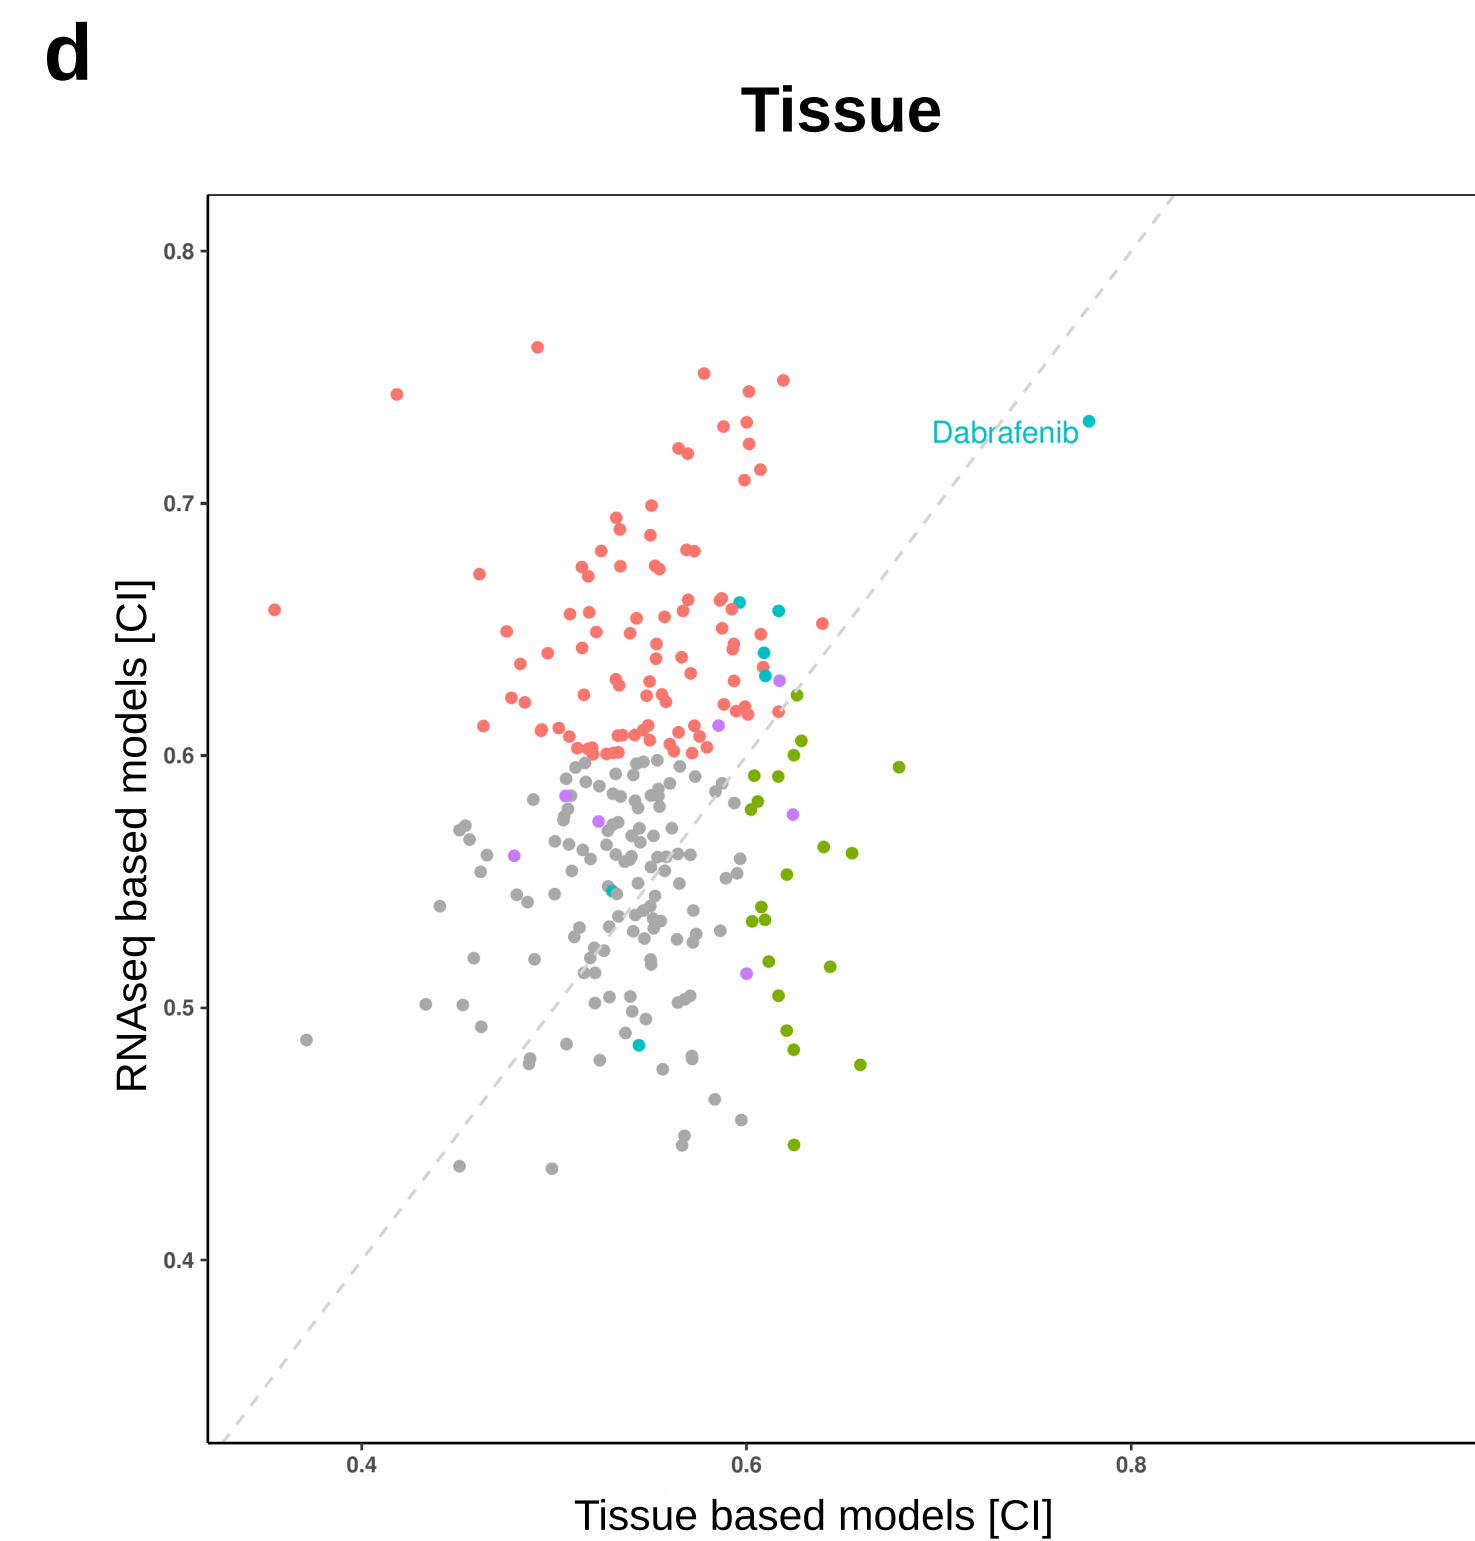 d
Tissue
0.8
0.7
0.6
0.5
0.4
RNAseq based models [CI]
Dabrafenib
0.4
0.6
0.8
Tissue based models [CI]